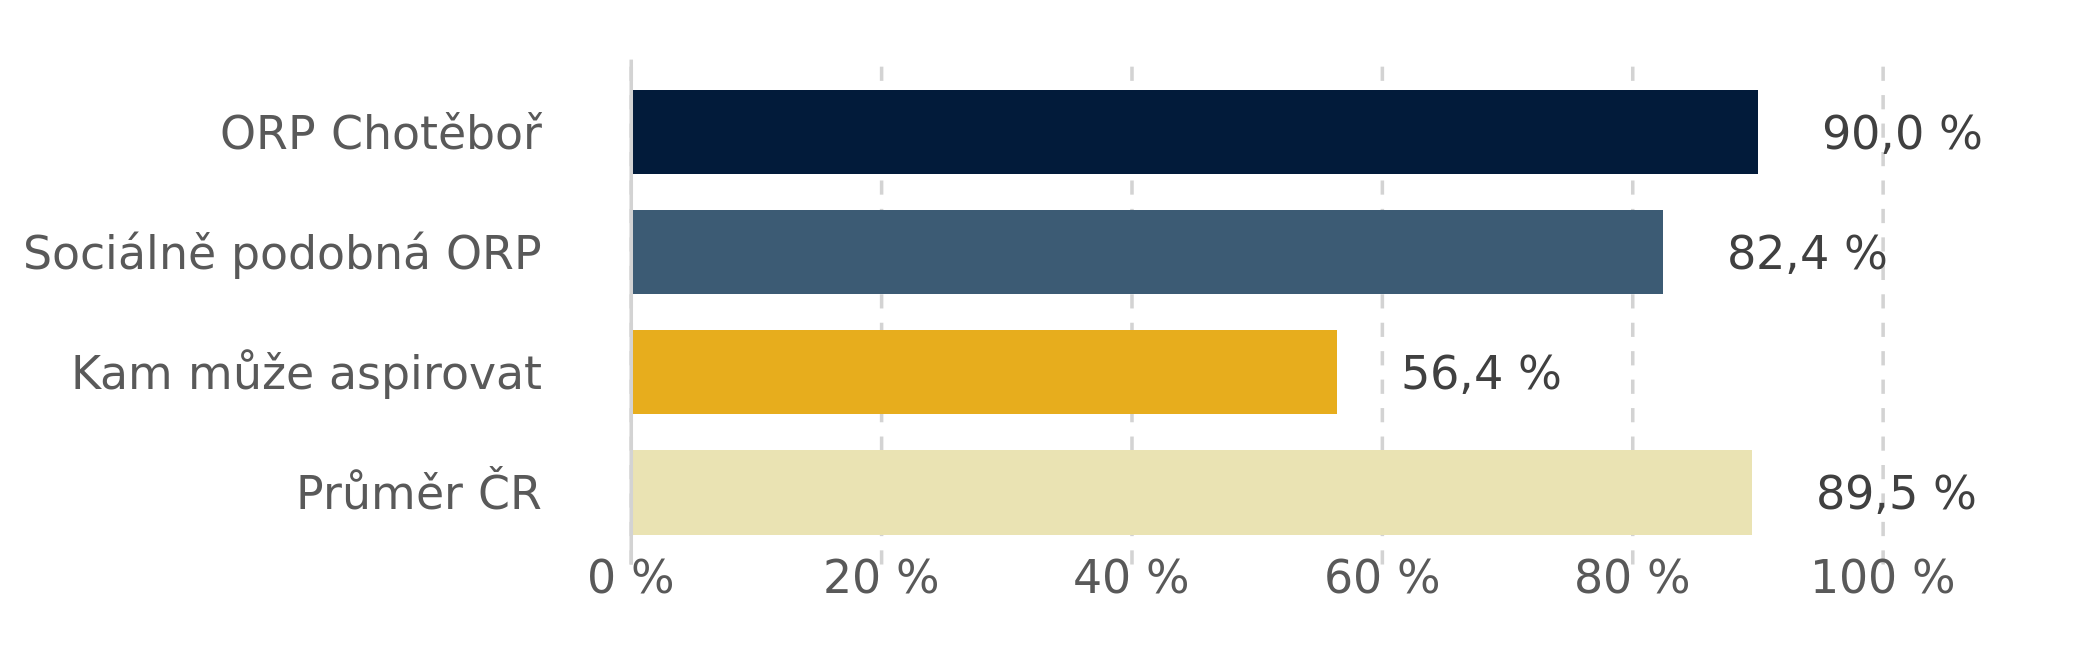 ORP Chotěboř 90,0 %
Sociálně podobná ORP 82,4 %
Kam může aspirovat 56,4 %
Průměr ČR 89,5 %
0 % 20 % 40 % 60 % 80 % 100 %